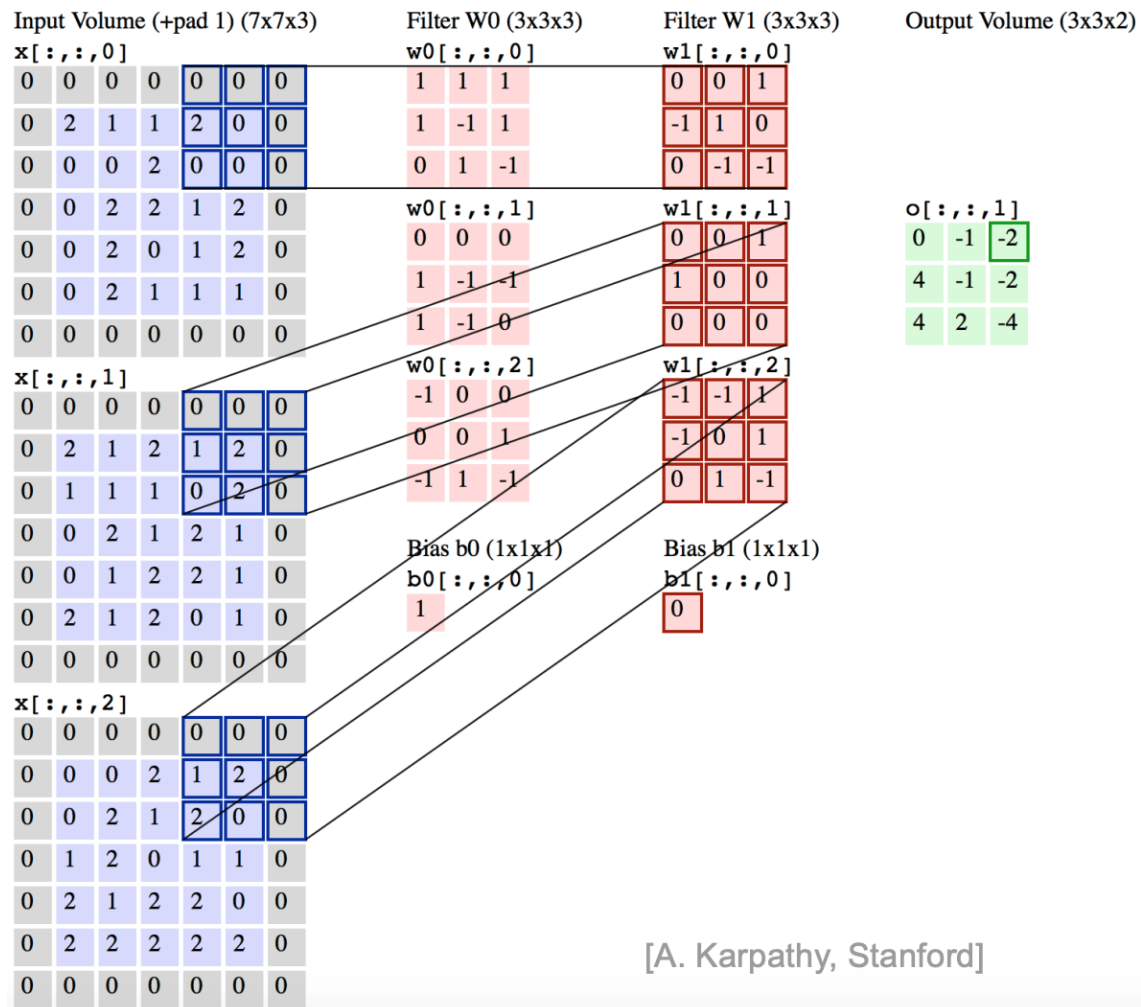 Input Volume (+pad 1) (7x7x3)
x[:,:,0]
0 0 0 0 0 0 0
0 2 1 1 2 0 0
0 0 0 2 0 0 0
0 0 2 2 1 2 0
0 0 2 0 1 2 0
0 0 2 1 1 1 0
0 0 0 0 0 0 0
x[:,:,1]
0 0 0 0 0 0 0
0 2 1 2 1 2 0
0 1 1 1 0 2 0
0 0 2 1 2 1 0
0 0 1 2 2 1 0
0 2 1 2 0 1 0
0 0 0 0 0 0 0
x[:,:,2]
0 0 0 0 0 0 0
0 0 0 2 1 2 0
0 0 2 1 2 0 0
0 1 2 0 1 1 0
0 2 1 2 2 0 0
0 2 2 2 2 2 0
0 0 0 0 0 0 0
Filter W0 (3x3x3)
w0[:,:,0]
1 1 1
1 -1 1
0 1 -1
w0[:,:,1]
0 0 0
1 -1 -1
1 -1 0
w0[:,:,2]
-1 0 0
0 0 1
-1 1 -1
Bias b0 (1x1x1)
b0[:,:,0]
1
Filter W1 (3x3x3)
w1[:,:,0]
0 0 1
-1 1 0
0 -1 -1
w1[:,:,1]
0 0 1
1 0 0
0 0 0
w1[:,:,2]
-1 -1 1
-1 0 1
0 1 -1
Bias b1 (1x1x1)
b1[:,:,0]
0
Output Volume (3x3x2)
o[:,:,1]
0 -1 -2
4 -1 -2
4 2 -4
[A. Karpathy, Stanford]